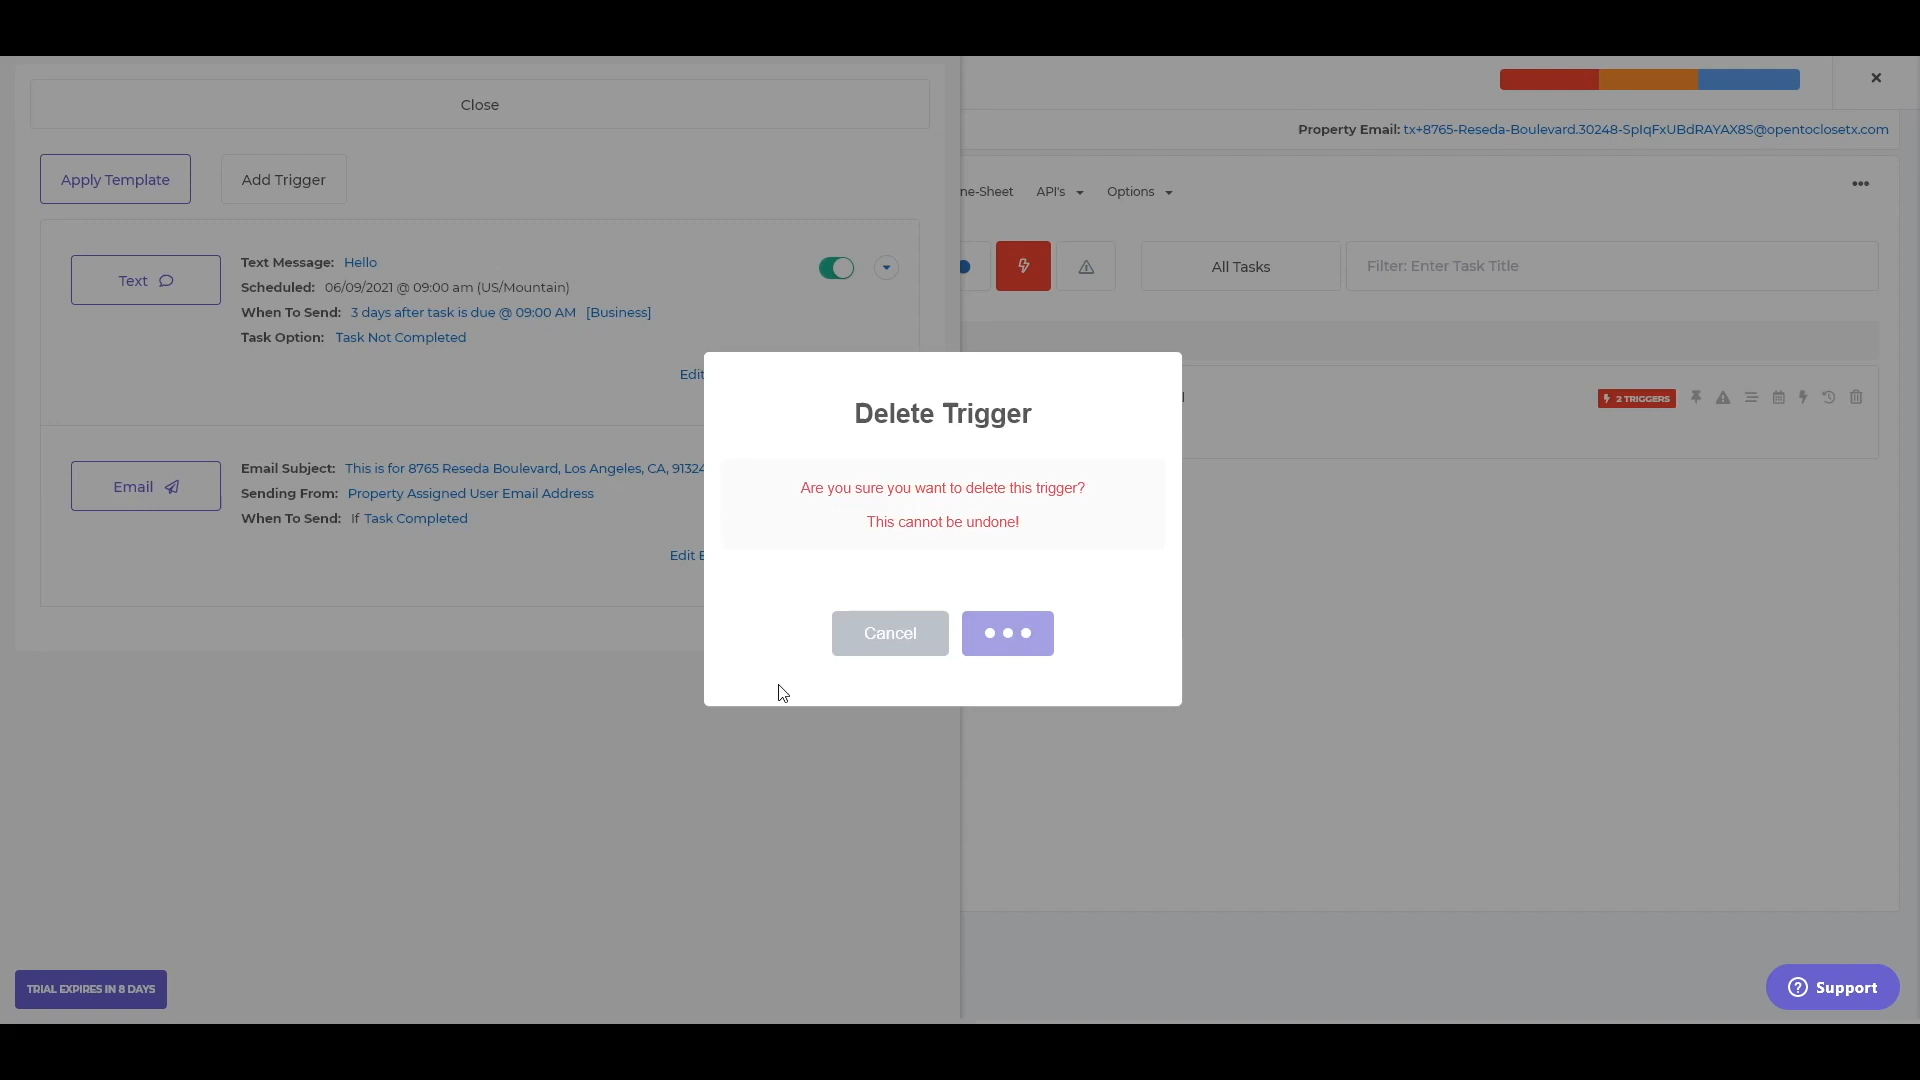 Close
Property Email: tx+8765-Reseda-Boulevard.30248-SpIqFxUBdRAYAX8S@opentoclosetx.com
Apply Template
Add Trigger
ne-Sheet
API's
Options
Text
Text Message: Hello
Scheduled: 06/09/2021 @ 09:00 am (US/Mountain)
When To Send: 3 days after task is due @ 09:00 AM [Business]
Task Option: Task Not Completed
Edit
All Tasks
Filter: Enter Task Title
2 TRIGGERS
Email
Email Subject: This is for 8765 Reseda Boulevard, Los Angeles, CA, 91324
Sending From: Property Assigned User Email Address
When To Send: If Task Completed
Edit E
Delete Trigger
Are you sure you want to delete this trigger?
This cannot be undone!
Cancel
TRIAL EXPIRES IN 8 DAYS
Support